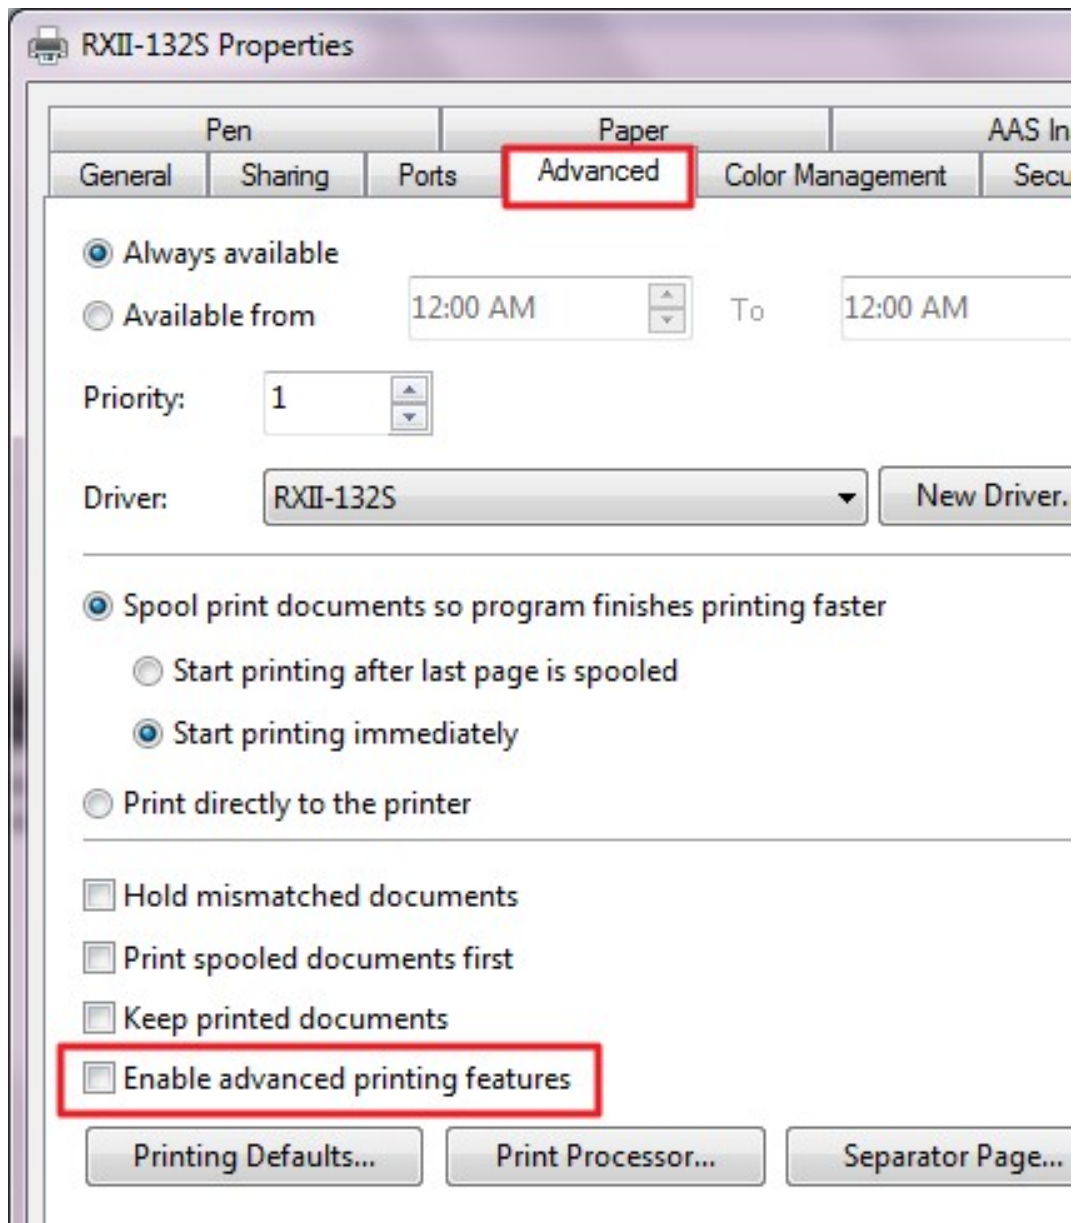 RXII-132S Properties
Pen Paper AAS In
General Sharing Ports Advanced Color Management Secu
Always available
Available from 12:00 AM To 12:00 AM
Priority: 1
Driver: RXII-132S New Driver.
Spool print documents so program finishes printing faster
Start printing after last page is spooled
Start printing immediately
Print directly to the printer
Hold mismatched documents
Print spooled documents first
Keep printed documents
Enable advanced printing features
Printing Defaults... Print Processor... Separator Page...